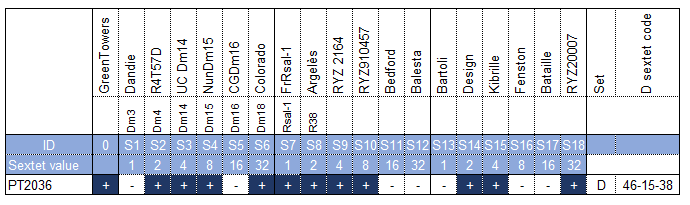 GreenTowers Dandie R4T57D UC Dm14 NunDm15 CGDm16 Colorado FrRsal-1 Argelès RYZ 2164 RYZ910457 Bedford Balesta Bartoli Design Kibrille Fenston Bataille RYZ20007 Set D sextet code
Dm3 Dm4 Dm14 Dm15 Dm16 Dm18 Rsal-1 R38
ID 0 S1 S2 S3 S4 S5 S6 S7 S8 S9 S10 S11 S12 S13 S14 S15 S16 S17 S18
Sextet value 1 2 4 8 16 32 1 2 4 8 16 32 1 2 4 8 16 32
PT2036 + - + + + - + + + + + - - - + + - - + D 46-15-38